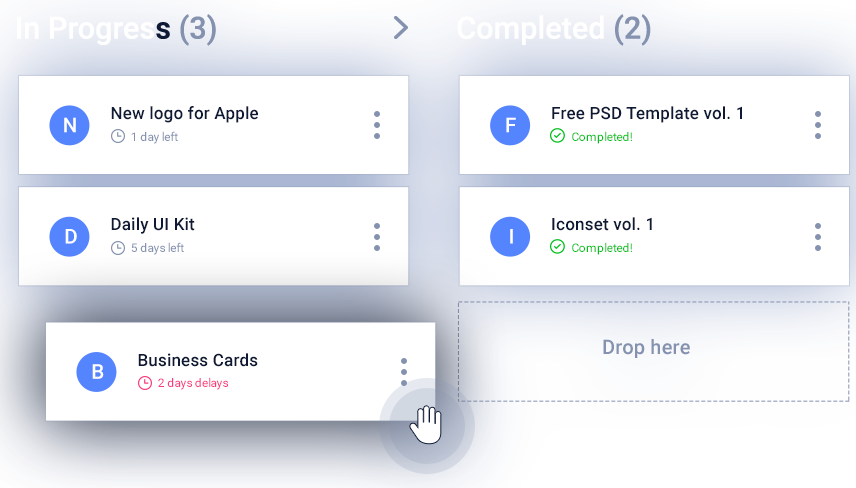 In Progress (3)
N
New logo for Apple
1 day left
D
Daily UI Kit
5 days left
B
Business Cards
2 days delays
Completed (2)
F
Free PSD Template vol. 1
Completed!
I
Iconset vol. 1
Completed!
Drop here